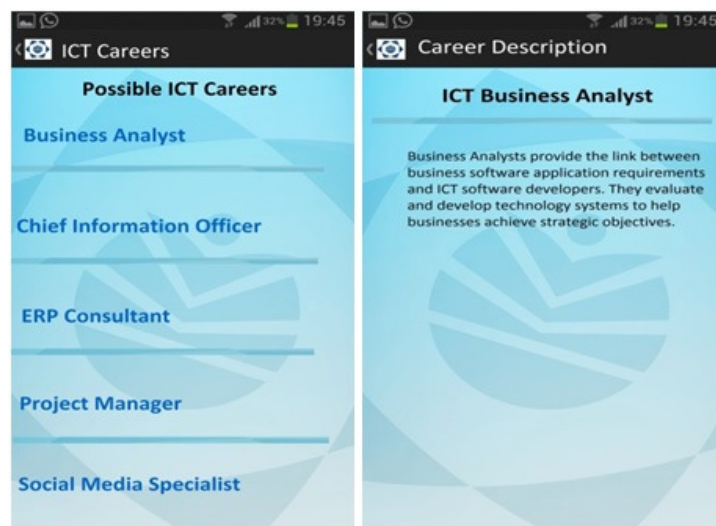 32% 19:45
ICT Careers
Possible ICT Careers
Business Analyst
Chief Information Officer
ERP Consultant
Project Manager
Social Media Specialist
32% 19:45
Career Description
ICT Business Analyst
Business Analysts provide the link between
business software application requirements
and ICT software developers. They evaluate
and develop technology systems to help
businesses achieve strategic objectives.